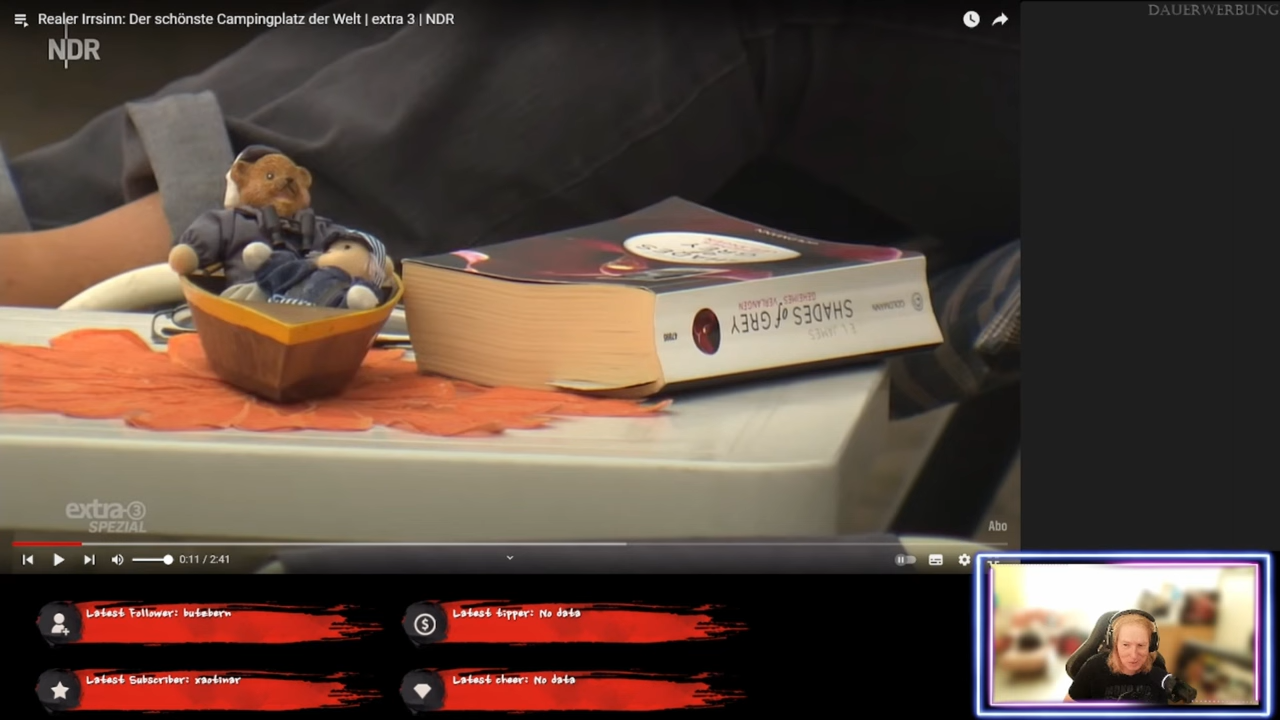 Realer Irrsinn: Der schönste Campingplatz der Welt | extra 3 | NDR
DAUERWERBUNG
NDR
SHADES of GREY
GEHEIMES VERLANGEN
E L JAMES
GOLDMANN
extra-3
SPEZIAL
Abo
0:11 / 2:41
Latest Follower: butebern
Latest tipper: No data
Latest Subscriber: xaotinar
Latest cheer: No data